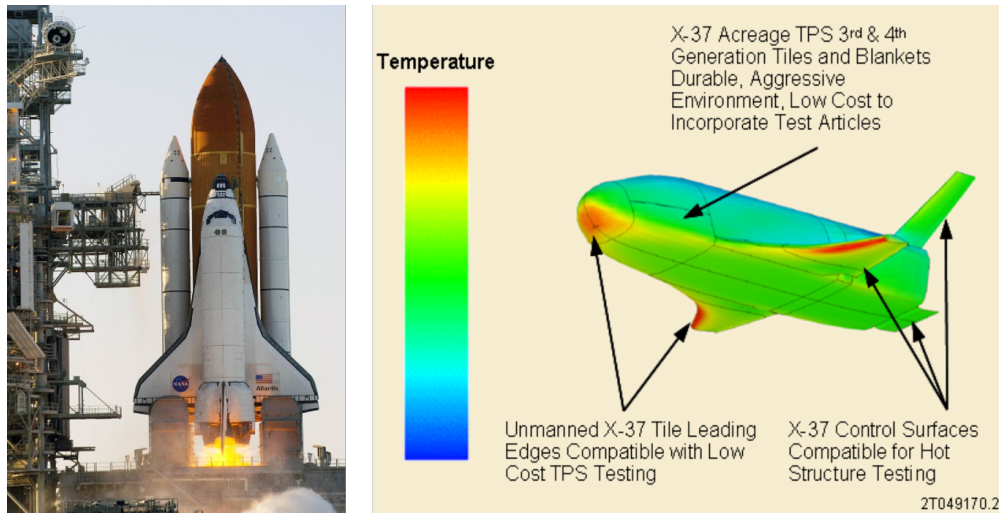 NASA
Atlantis
Temperature
X-37 Acreage TPS 3rd & 4th
Generation Tiles and Blankets
Durable, Aggressive
Environment, Low Cost to
Incorporate Test Articles
Unmanned X-37 Tile Leading
Edges Compatible with Low
Cost TPS Testing
X-37 Control Surfaces
Compatible for Hot
Structure Testing
2T049170.2